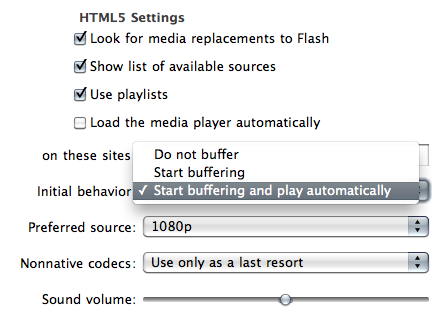 HTML5 Settings
Look for media replacements to Flash
Show list of available sources
Use playlists
Load the media player automatically
on these sites
Do not buffer
Start buffering
Initial behavior
Start buffering and play automatically
Preferred source: 1080p
Nonnative codecs: Use only as a last resort
Sound volume: